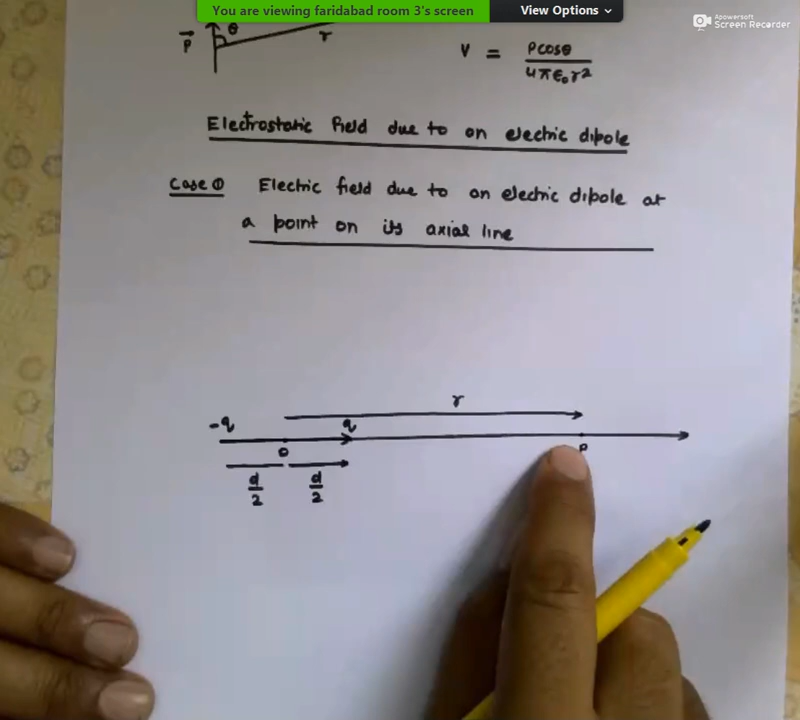 You are viewing faridabad room 3's screen
View Options
Apowersoft
Screen Recorder
P
θ
r
V = Pcosθ / 4πε₀r²
Electrostatic field due to an electric dipole
Case ① Electric field due to an electric dipole at
a point on its axial line
r
-q q
O P
d/2 d/2